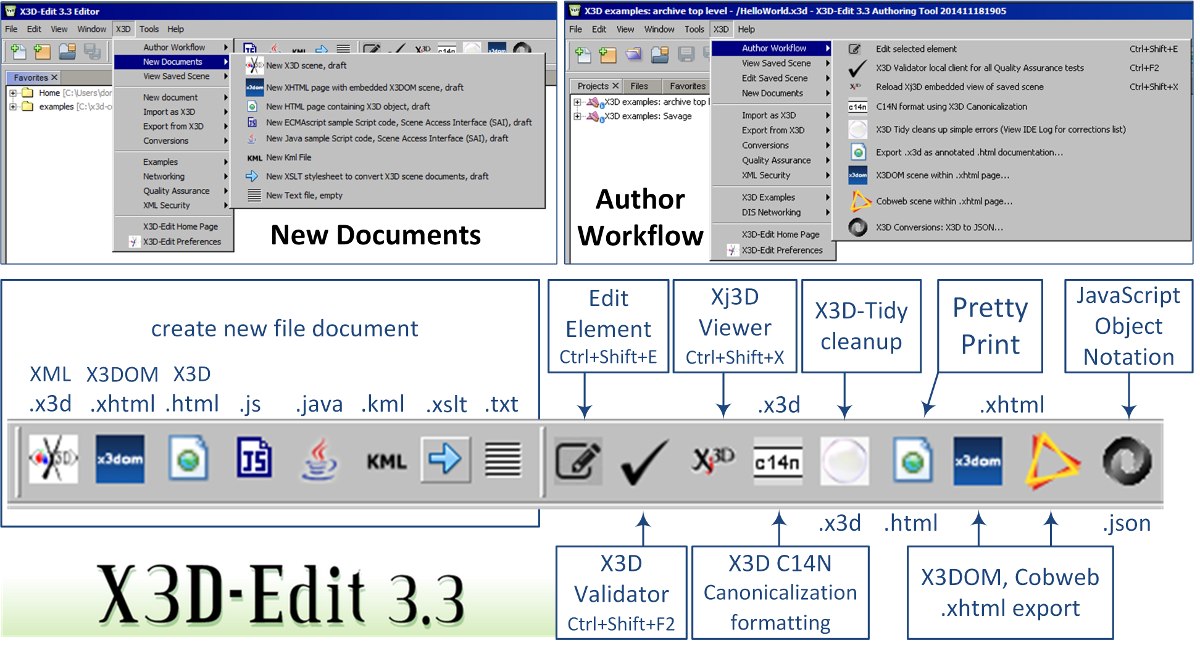 X3D-Edit 3.3 Editor
File Edit View Window X3D Tools Help
Favorites
Home [C:\Users\don
examples [C:\x3d-c
Author Workflow
New Documents
View Saved Scene
New document
Import as X3D
Export from X3D
Conversions
Examples
Networking
Quality Assurance
XML Security
X3D-Edit Home Page
X3D-Edit Preferences
New X3D scene, draft
x3dom New XHTML page with embedded X3DOM scene, draft
New HTML page containing X3D object, draft
New ECMAscript sample Script code, Scene Access Interface (SAI), draft
New Java sample Script code, Scene Access Interface (SAI), draft
KML New Kml File
New XSLT stylesheet to convert X3D scene documents, draft
New Text file, empty
New Documents
X3D examples: archive top level - /HelloWorld.x3d - X3D-Edit 3.3 Authoring Tool 201411181905
File Edit View Window Tools X3D Help
Projects Files Favorites
X3D examples: archive top l
X3D examples: Savage
Author Workflow
View Saved Scene
Edit Saved Scene
New Documents
Import as X3D
Export from X3D
Conversions
Quality Assurance
XML Security
X3D Examples
DIS Networking
X3D-Edit Home Page
X3D-Edit Preferences
Edit selected element Ctrl+Shift+E
X3D Validator local client for all Quality Assurance tests Ctrl+F2
Xj3D Reload Xj3D embedded view of saved scene Ctrl+Shift+X
c14n C14N format using X3D Canonicalization
X3D Tidy cleans up simple errors (View IDE Log for corrections list)
Export .x3d as annotated .html documentation...
x3dom X3DOM scene within .xhtml page...
Cobweb scene within .xhtml page...
X3D Conversions: X3D to JSON...
Author
Workflow
create new file document
XML X3DOM X3D
.x3d .xhtml .html .js .java .kml .xslt .txt
Edit
Element
Ctrl+Shift+E
Xj3D
Viewer
Ctrl+Shift+X
X3D-Tidy
cleanup
Pretty
Print
JavaScript
Object
Notation
.x3d .xhtml
X3D x3dom JS KML Xj3D c14n x3dom
.x3d .html .json
X3D
Validator
Ctrl+Shift+F2
X3D C14N
Canonicalization
formatting
X3DOM, Cobweb
.xhtml export
X3D-Edit 3.3